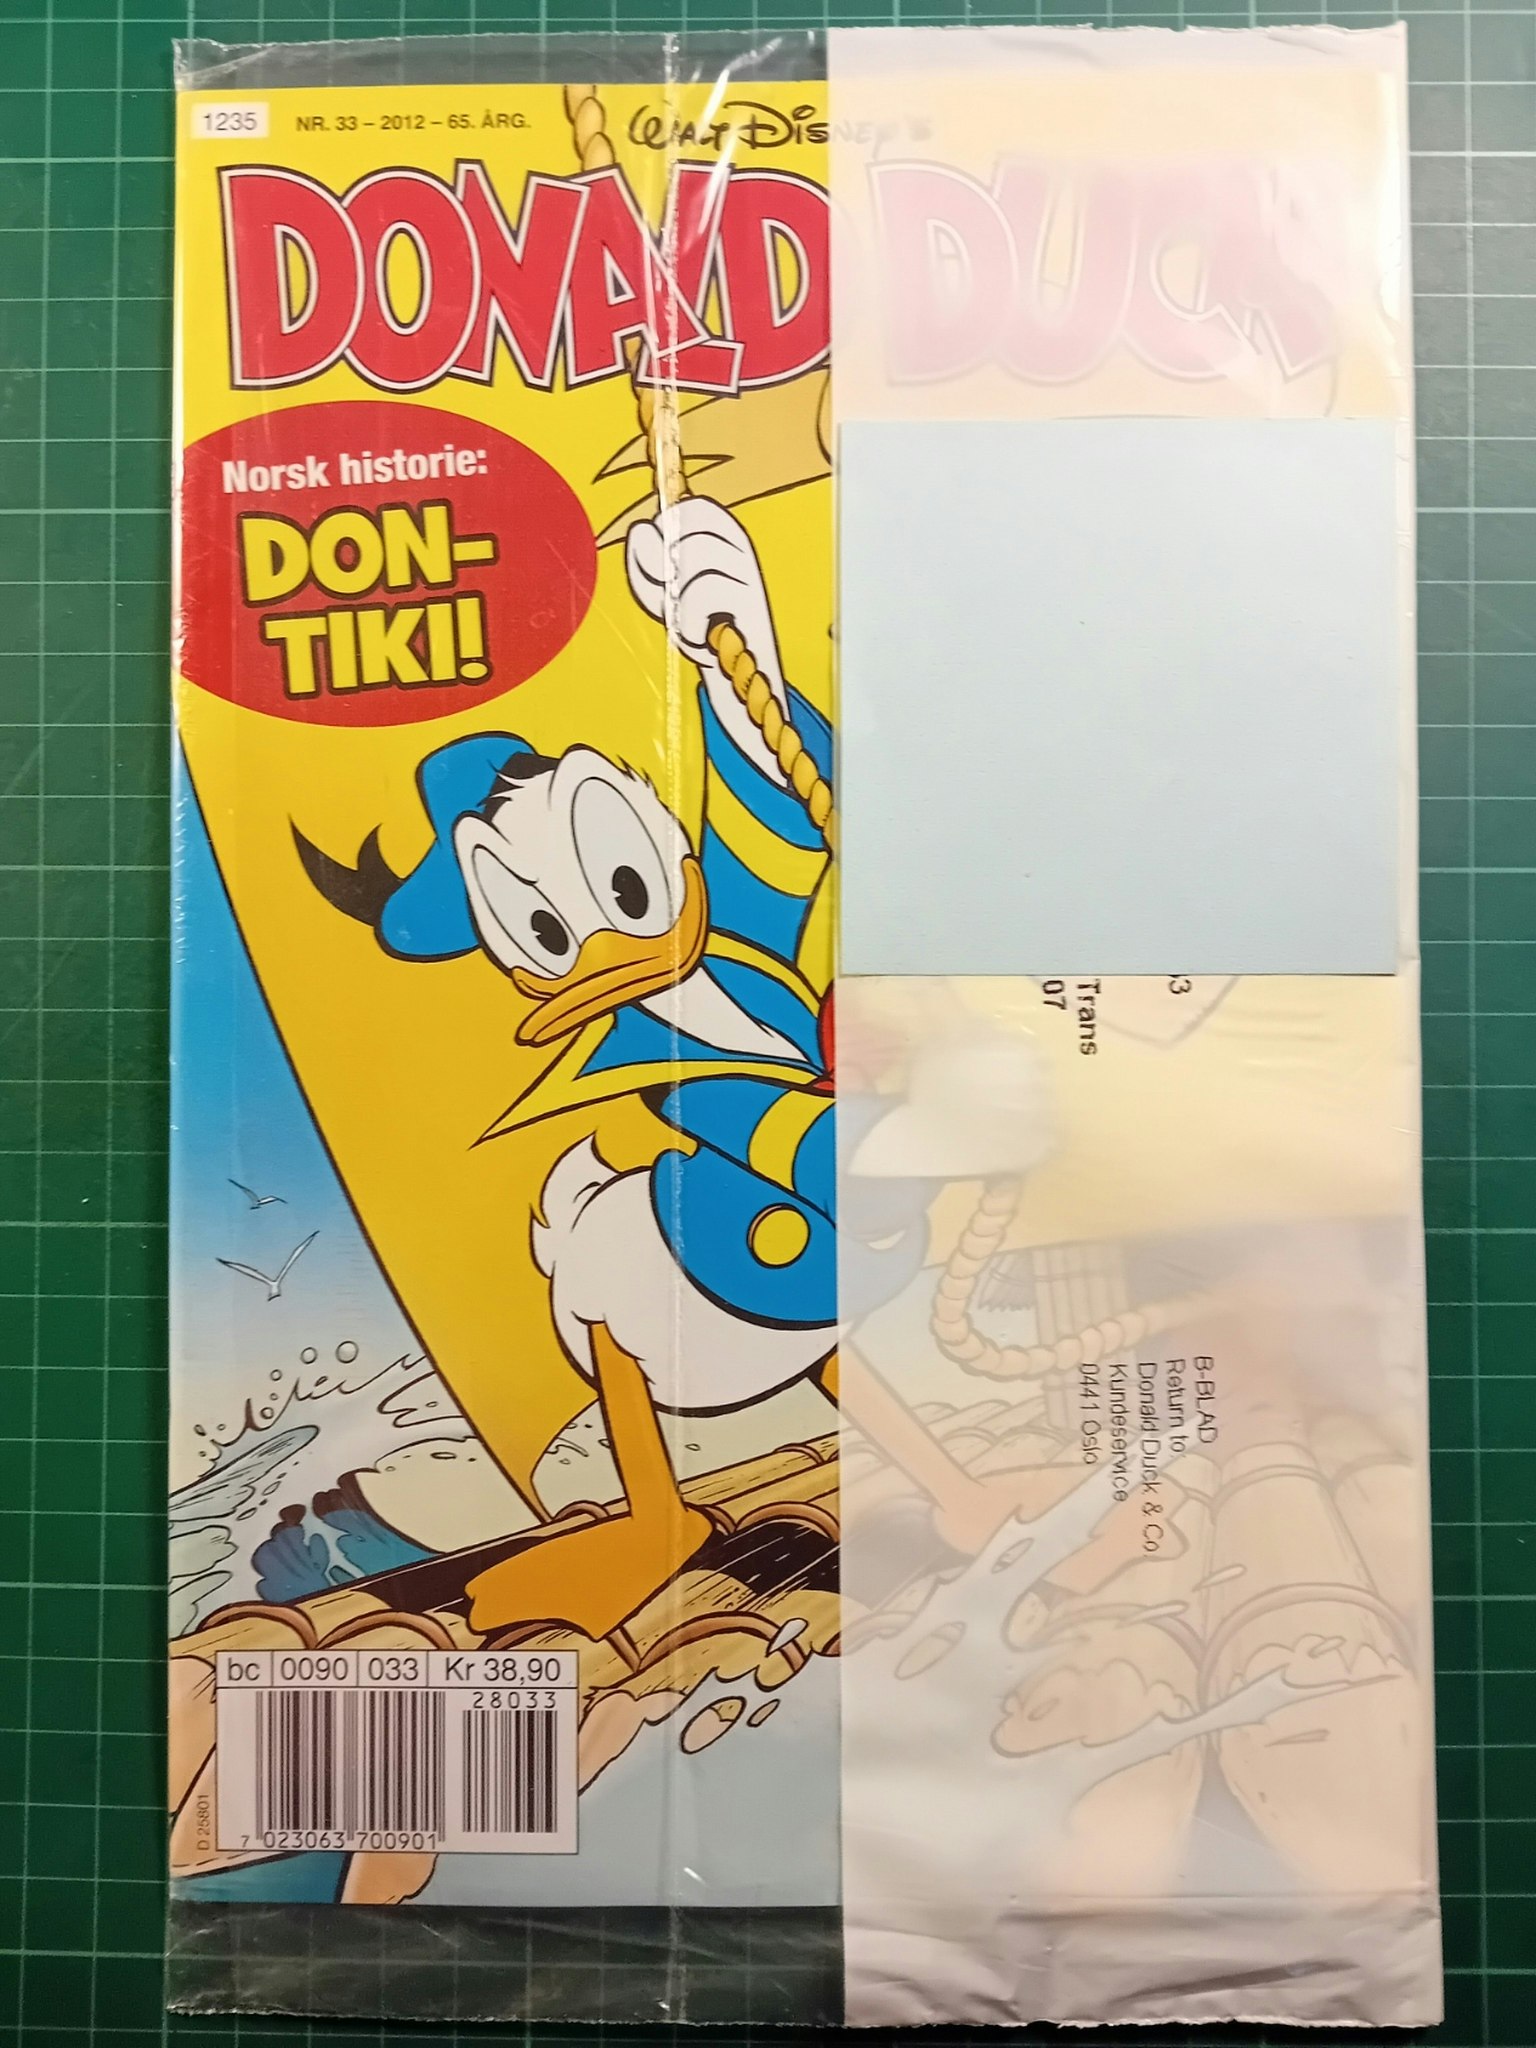 1235
NR. 33 – 2012 – 65. ÅRG.
WALT DISNEY'S
DONALD DUCK
Norsk historie:
DON-
TIKI!
3
Trans
07
B-BLAD
Return to:
Donald Duck & Co.
Kundeservice
0441 Oslo
bc 0090 033 Kr 38,90
28033
7 023063 700901
D 25801